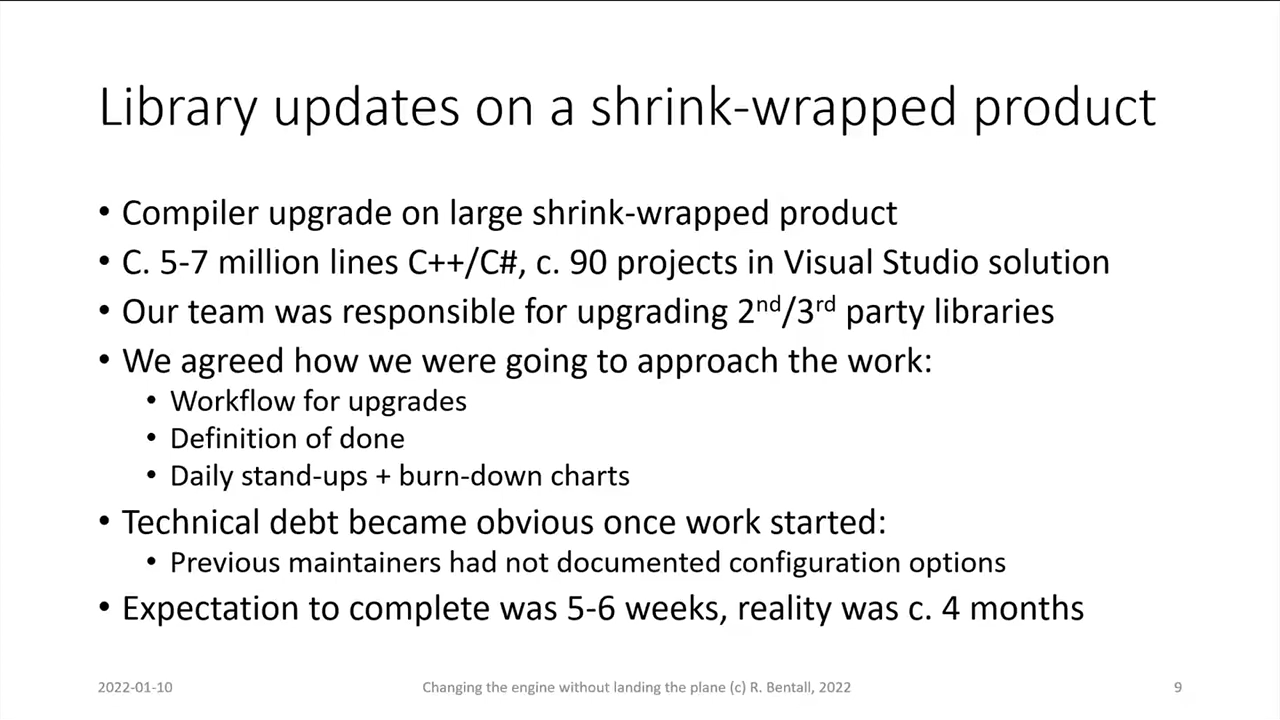 Library updates on a shrink-wrapped product
• Compiler upgrade on large shrink-wrapped product
• C. 5-7 million lines C++/C#, c. 90 projects in Visual Studio solution
• Our team was responsible for upgrading 2nd/3rd party libraries
• We agreed how we were going to approach the work:
• Workflow for upgrades
• Definition of done
• Daily stand-ups + burn-down charts
• Technical debt became obvious once work started:
• Previous maintainers had not documented configuration options
• Expectation to complete was 5-6 weeks, reality was c. 4 months
2022-01-10
Changing the engine without landing the plane (c) R. Bentall, 2022
9